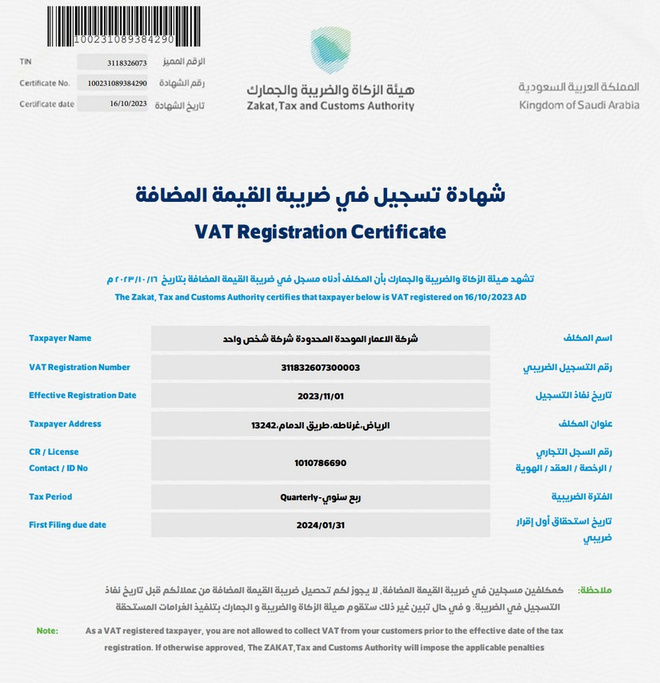 100231089384290
TIN 3118326073 الرقم المميز
Certificate No. 100231089384290 رقم الشهادة
Certificate date 16/10/2023 تاريخ الشهادة
هيئة الزكاة والضريبة والجمارك
Zakat, Tax and Customs Authority
المملكة العربية السعودية
Kingdom of Saudi Arabia
شهادة تسجيل في ضريبة القيمة المضافة
VAT Registration Certificate
تشهد هيئة الزكاة والضريبة والجمارك بأن المكلف أدناه مسجل في ضريبة القيمة المضافة بتاريخ ٢٠٢٣/١٠/١٦ م
The Zakat, Tax and Customs Authority certifies that taxpayer below is VAT registered on 16/10/2023 AD
Taxpayer Name شركة الاعمار الموحدة المحدودة شركة شخص واحد اسم المكلف
VAT Registration Number 311832607300003 رقم التسجيل الضريبي
Effective Registration Date 2023/11/01 تاريخ نفاذ التسجيل
Taxpayer Address الرياض،غرناطه،طريق الدمام،13242 عنوان المكلف
CR / License رقم السجل التجاري
Contact / ID No 1010786690 / الرخصة / العقد / الهوية
Tax Period ربع سنوي-Quarterly الفترة الضريبية
First Filing due date 2024/01/31 تاريخ استحقاق أول إقرار
ضريبي
ملاحظة: كمكلفين مسجلين في ضريبة القيمة المضافة, لا يجوز لكم تحصيل ضريبة القيمة المضافة من عملائكم قبل تاريخ نفاذ
التسجيل في الضريبة. و في حال تبين غير ذلك ستقوم هيئة الزكاة والضريبة و الجمارك بتنفيذ الغرامات المستحقة
Note: As a VAT registered taxpayer, you are not allowed to collect VAT from your customers prior to the effective date of the tax
registration. If otherwise approved, The ZAKAT,Tax and Customs Authority will impose the applicable penalties